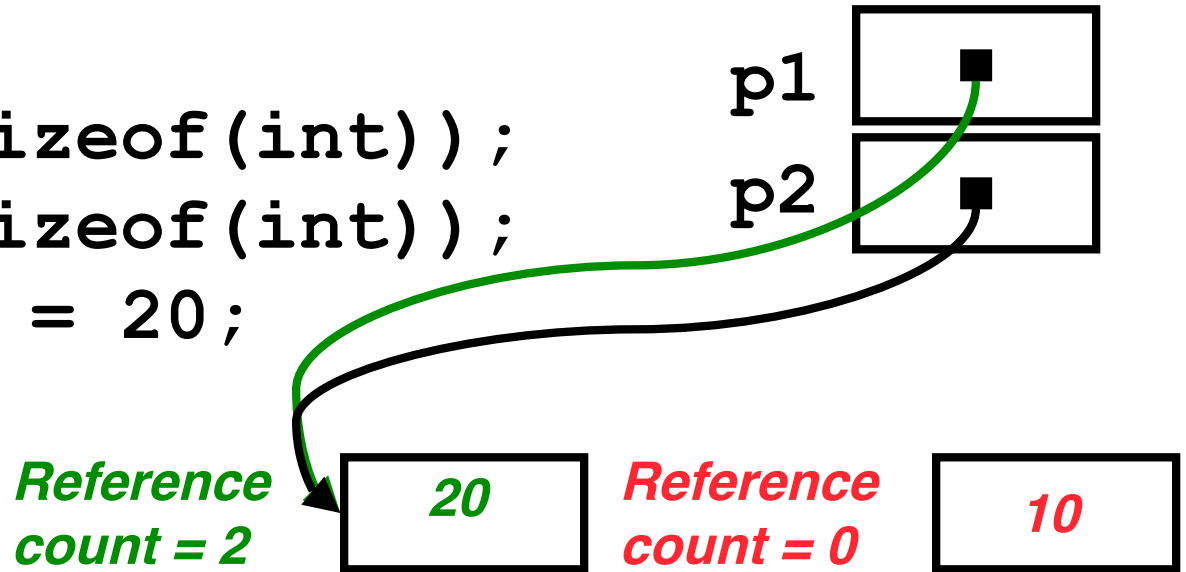 p1
izeof(int));
p2
izeof(int));
= 20;
Reference
count = 2
20
Reference
count = 0
10